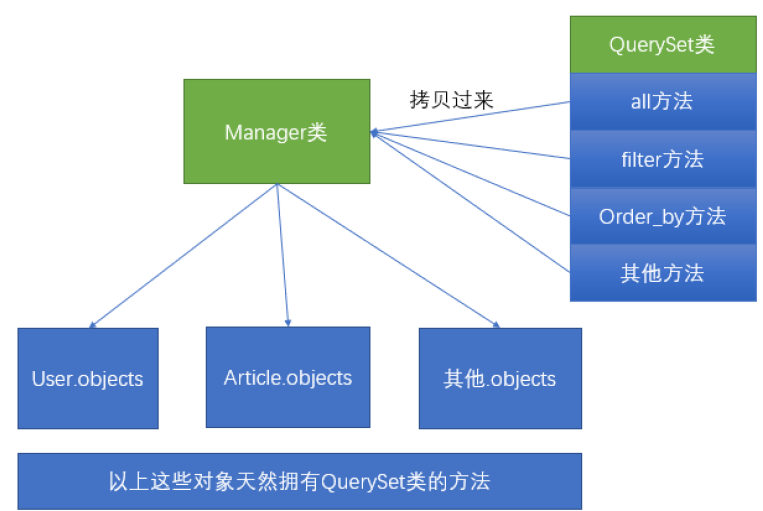 QuerySet类
拷贝过来
all方法
Manager类
filter方法
Order_by方法
其他方法
User.objects
Article.objects
其他.objects
以上这些对象天然拥有QuerySet类的方法